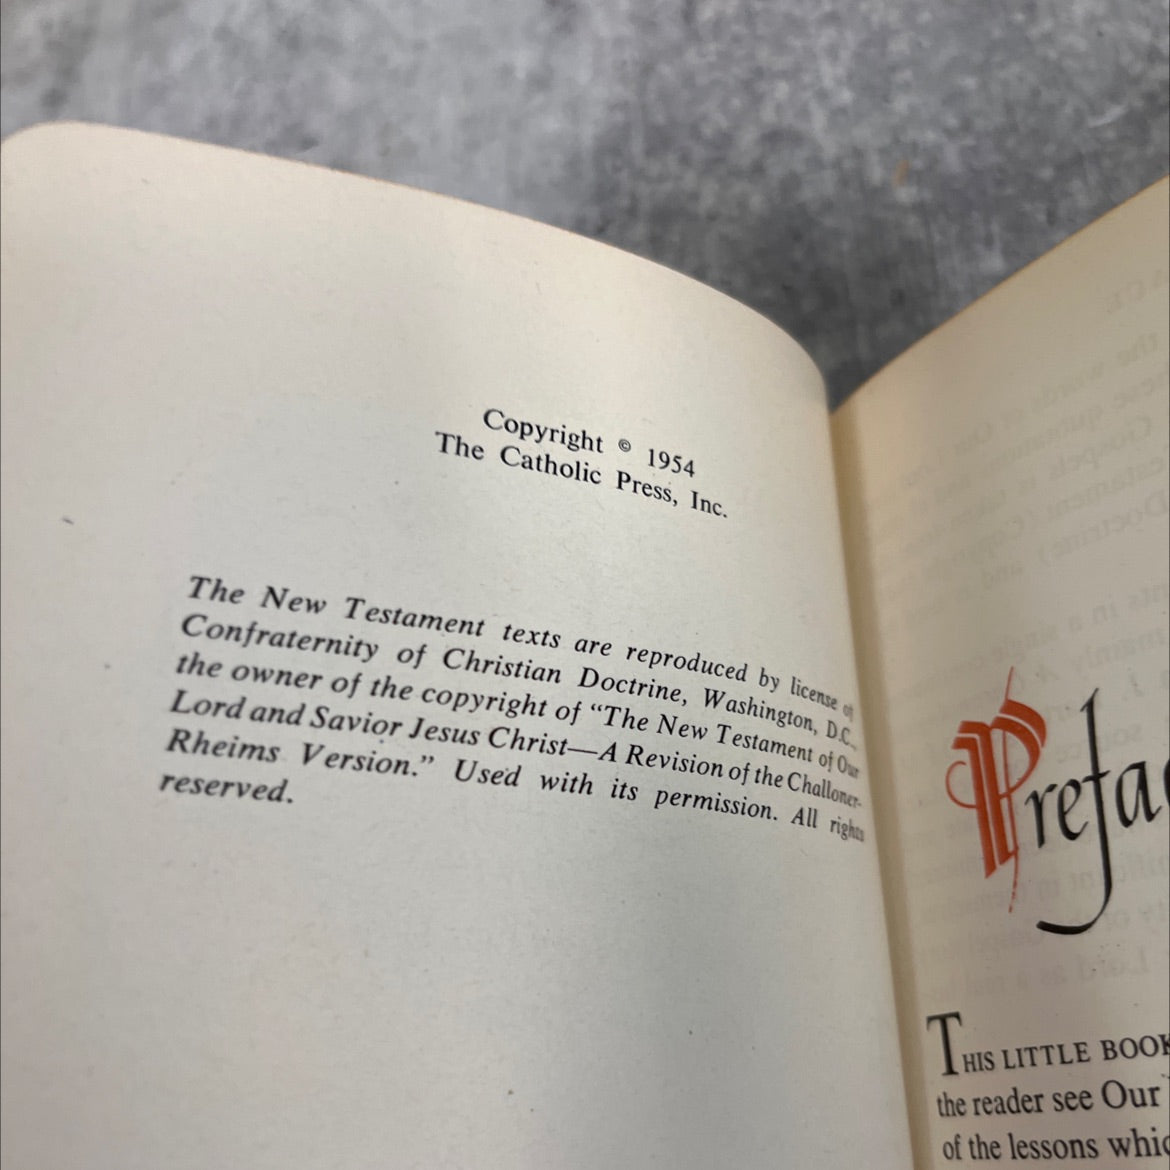 Copyright © 1954
The Catholic Press, Inc.
The New Testament texts are reproduced by license of
Confraternity of Christian Doctrine, Washington, D.C.,
the owner of the copyright of “The New Testament of Our
Lord and Savior Jesus Christ—A Revision of the Challoner-
Rheims Version.” Used with its permission. All rights
reserved.
Prefa
THIS LITTLE BOOK
the reader see Our
of the lessons whic